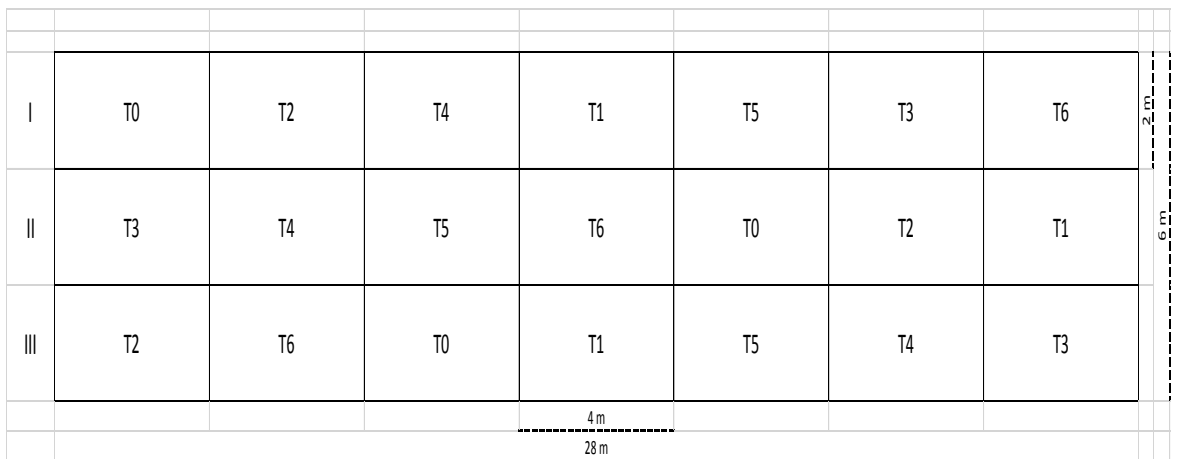 I T0 T2 T4 T1 T5 T3 T6 2 m
II T3 T4 T5 T6 T0 T2 T1 6 m
III T2 T6 T0 T1 T5 T4 T3
4 m
28 m